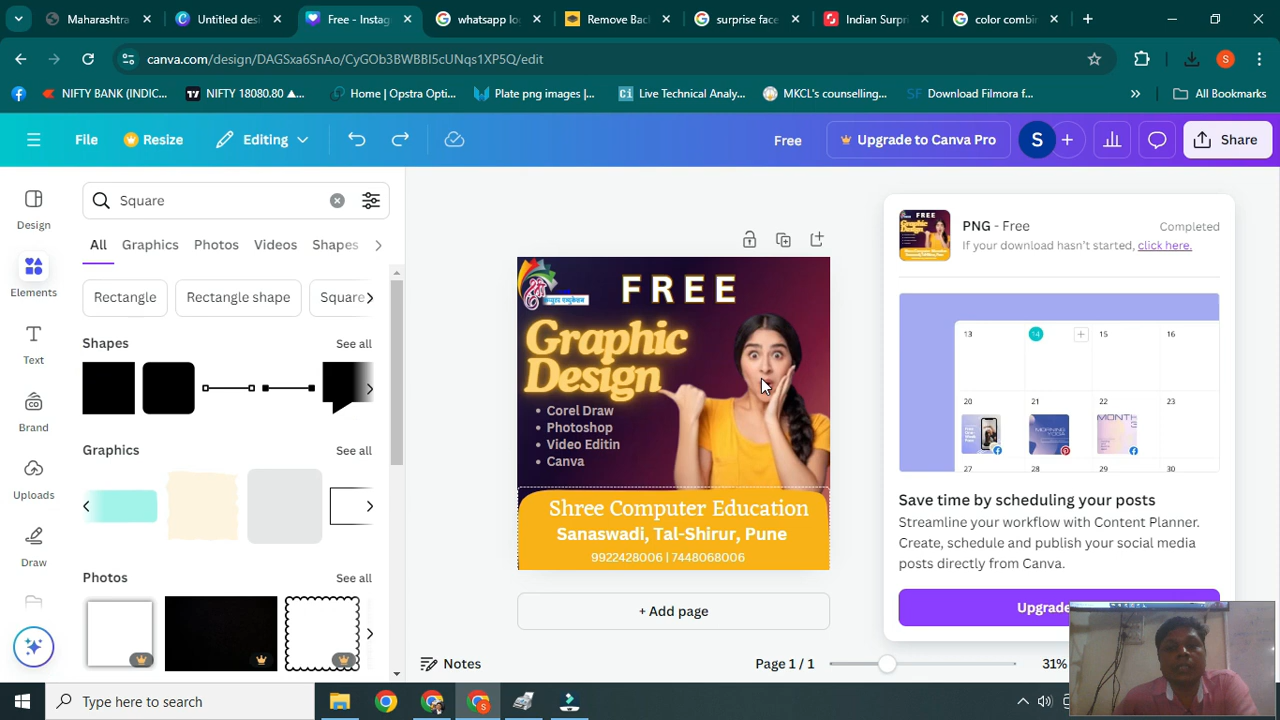 Maharashtra
Untitled desi
Free - Instag
whatsapp lo
Remove Bac
surprise face
Indian Surpr
color combir
canva.com/design/DAGSxa6SnAo/CyGOb3BWBBI5cUNqs1XP5Q/edit
NIFTY BANK (INDIC...
NIFTY 18080.80 ▲...
Home | Opstra Opti...
Plate png images |...
Live Technical Analy...
MKCL's counselling...
Download Filmora f...
All Bookmarks
File
Resize
Editing
Free
Upgrade to Canva Pro
S
Share
Design
Elements
Text
Brand
Uploads
Draw
Square
All
Graphics
Photos
Videos
Shapes
Rectangle
Rectangle shape
Square
Shapes
See all
Graphics
See all
Photos
See all
श्री
FREE
Graphic
Design
• Corel Draw
• Photoshop
• Video Editin
• Canva
Shree Computer Education
Sanaswadi, Tal-Shirur, Pune
9922428006 | 7448068006
+ Add page
Notes
Page 1 / 1
31%
PNG - Free
Completed
If your download hasn't started, click here.
13 14 15 16
20 21 22 23
27 28 29 30
Save time by scheduling your posts
Streamline your workflow with Content Planner.
Create, schedule and publish your social media
posts directly from Canva.
Upgrade
Type here to search